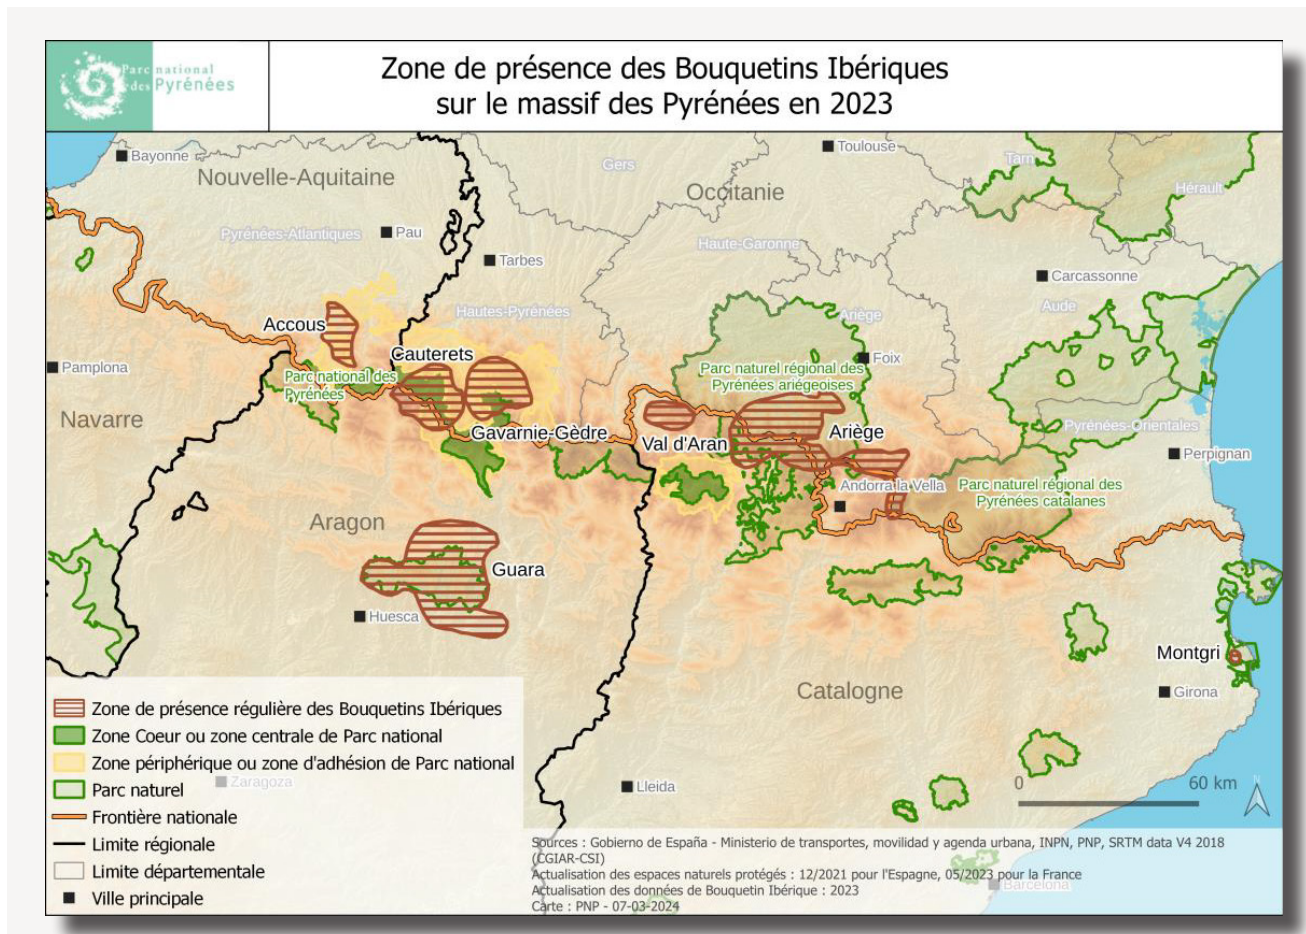 Parc national
des Pyrénées
Zone de présence des Bouquetins Ibériques
sur le massif des Pyrénées en 2023
Bayonne
Toulouse
Gers
Tarn
Hérault
Nouvelle-Aquitaine
Occitanie
Pyrénées-Atlantiques
Pau
Haute-Garonne
Tarbes
Carcassonne
Aude
Hautes-Pyrénées
Ariège
Accous
Cauterets
Foix
Pamplona
Parc national des
Pyrénées
Parc naturel régional des
Pyrénées ariégeoises
Navarre
Gavarnie-Gèdre
Val d'Aran
Ariège
Pyrénées-Orientales
Perpignan
Andorra la Vella
Parc naturel régional des
Pyrénées catalanes
Aragon
Guara
Huesca
Montgri
Catalogne
Girona
Zone de présence régulière des Bouquetins Ibériques
Zone Coeur ou zone centrale de Parc national
Zone périphérique ou zone d'adhésion de Parc national
Parc naturel
Zaragoza
Frontière nationale
Limite régionale
Limite départementale
Ville principale
Lleida
0 60 km
N
Sources : Gobierno de España - Ministerio de transportes, movilidad y agenda urbana, INPN, PNP, SRTM data V4 2018
(CGIAR-CSI)
Actualisation des espaces naturels protégés : 12/2021 pour l'Espagne, 05/2023 pour la France
Actualisation des données de Bouquetin Ibérique : 2023
Carte : PNP - 07-03-2024
Barcelona